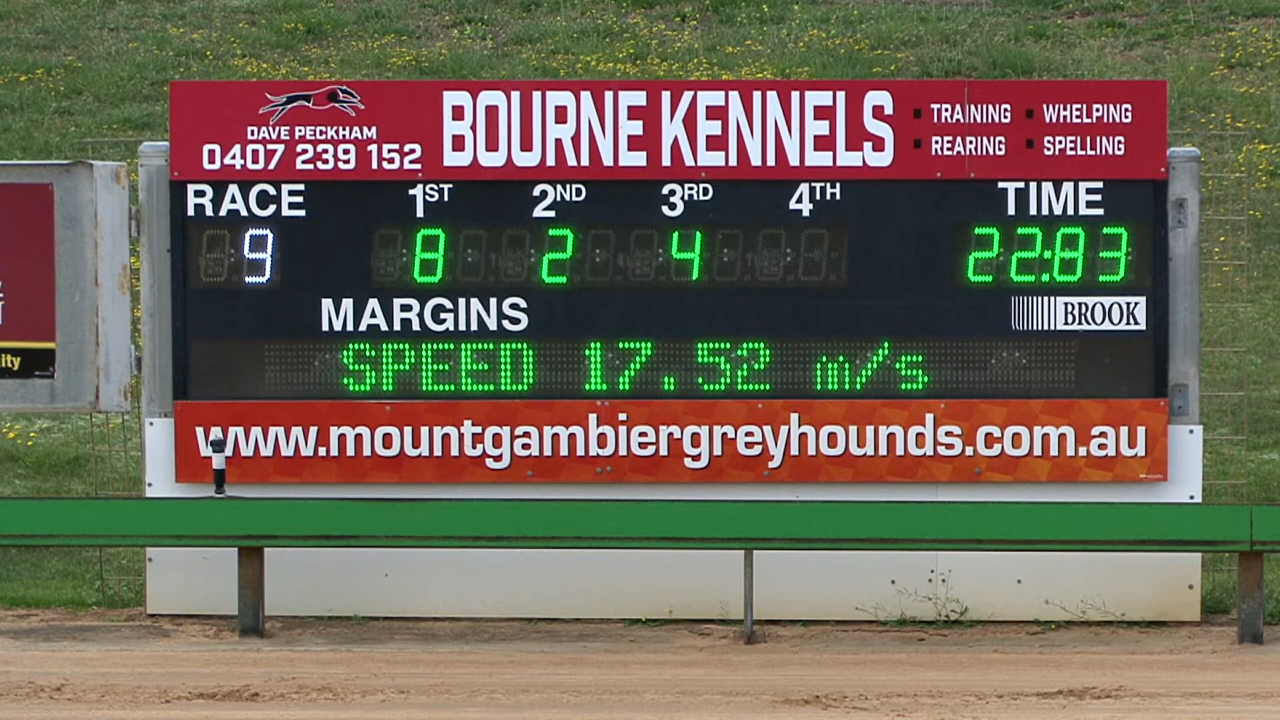 DAVE PECKHAM
0407 239 152
BOURNE KENNELS
▪ TRAINING ▪ WHELPING
▪ REARING ▪ SPELLING
RACE 1ST 2ND 3RD 4TH TIME
9 8 2 4 22:83
MARGINS
BROOK
SPEED 17.52 m/s
www.mountgambiergreyhounds.com.au
ity